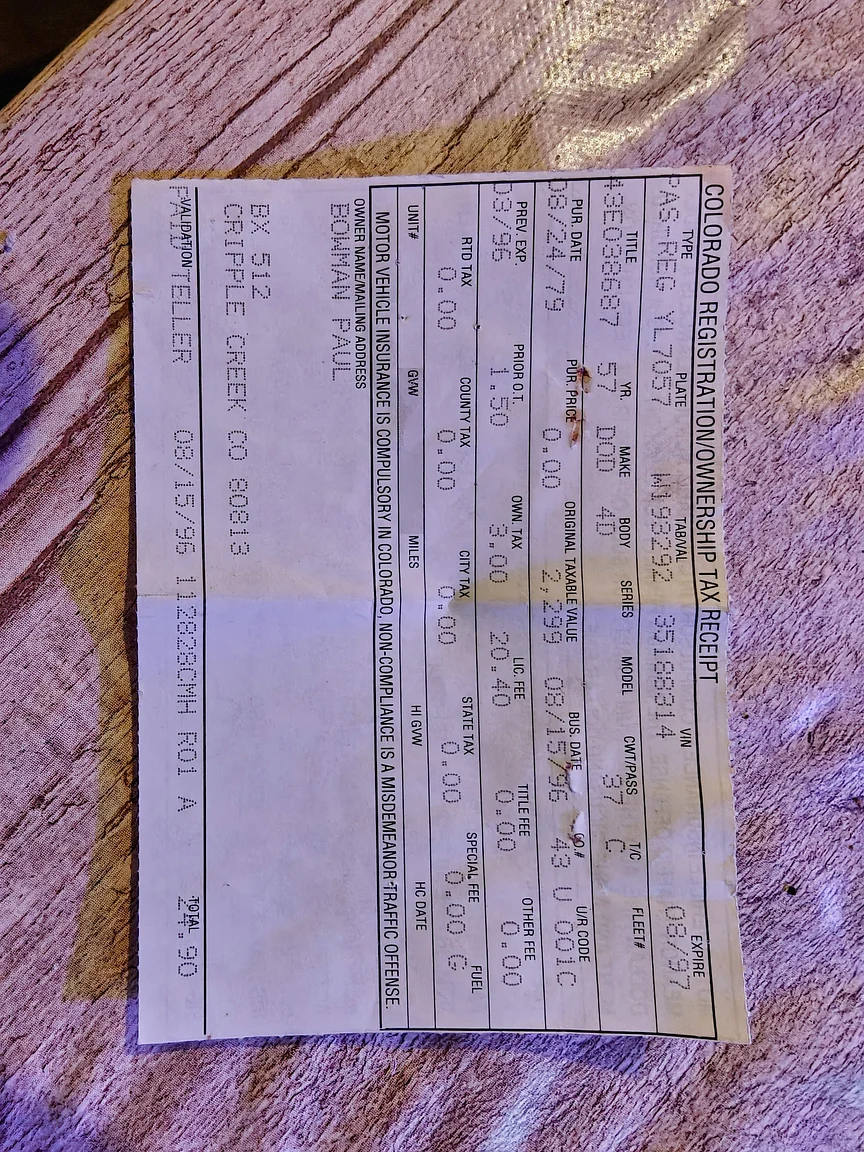 COLORADO REGISTRATION/OWNERSHIP TAX RECEIPT
TYPE PLATE TAB/VAL VIN EXPIRE
PAS-REG YL7057 W193292 35188314 08/97
TITLE YR. MAKE BODY SERIES MODEL CWT/PASS T/C FLEET#
43E038687 57 DOD 4D 37 C
PUR. DATE PUR. PRICE ORIGINAL TAXABLE VALUE BUS. DATE CO.# U/R CODE
08/24/79 0.00 2,299 08/15/96 43 U 001C
PREV. EXP. PRIOR O.T. OWN. TAX LIC. FEE TITLE FEE OTHER FEE
08/96 1.50 3.00 20.40 0.00 0.00
RTD TAX COUNTY TAX CITY TAX STATE TAX SPECIAL FEE FUEL
0.00 0.00 0.00 0.00 0.00 G
UNIT# GVW MILES HI GVW HC DATE
MOTOR VEHICLE INSURANCE IS COMPULSORY IN COLORADO, NON-COMPLIANCE IS A MISDEMEANOR TRAFFIC OFFENSE.
OWNER NAME/MAILING ADDRESS
BOWMAN PAUL
BX 512
CRIPPLE CREEK CO 80813
VALIDATION TOTAL
PAID TELLER 08/15/96 112828CMH R01 A 24.90